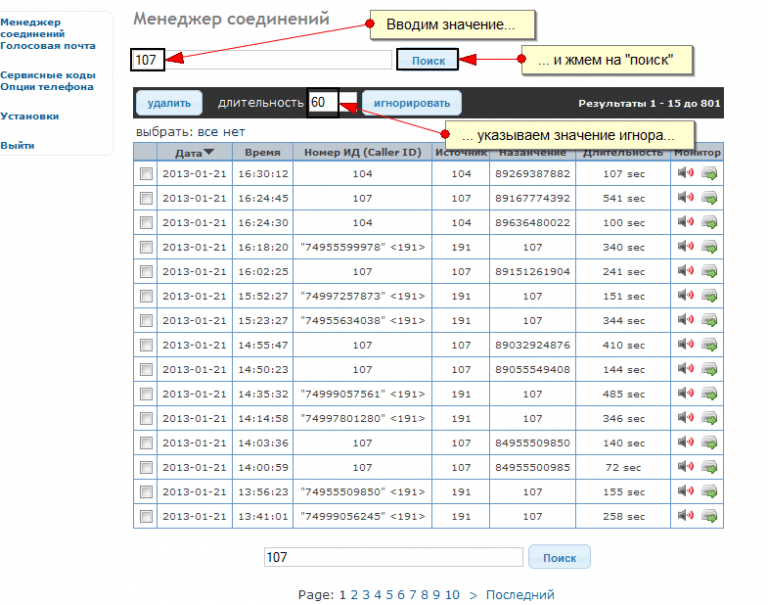 Менеджер соединений
Голосовая почта
Сервисные коды
Опции телефона
Установки
Выйти
Менеджер соединений
Вводим значение...
107 Поиск
... и жмем на "поиск"
удалить длительность 60 игнорировать Результаты 1 - 15 до 801
... указываем значение игнора...
выбрать: все нет
Дата Время Номер ИД (Caller ID) Источник Назанчение Длительность Монитор
2013-01-21 16:30:12 104 104 89269387882 107 sec
2013-01-21 16:24:45 107 107 89167774392 541 sec
2013-01-21 16:24:30 104 104 89636480022 100 sec
2013-01-21 16:18:20 "74955599978" <191> 191 107 340 sec
2013-01-21 16:02:25 107 107 89151261904 241 sec
2013-01-21 15:52:27 "74997257873" <191> 191 107 151 sec
2013-01-21 15:23:27 "74955634038" <191> 191 107 344 sec
2013-01-21 14:55:47 107 107 89032924876 410 sec
2013-01-21 14:50:23 107 107 89055549408 144 sec
2013-01-21 14:35:32 "74999057561" <191> 191 107 485 sec
2013-01-21 14:14:58 "74997801280" <191> 191 107 346 sec
2013-01-21 14:03:36 107 107 84955509850 140 sec
2013-01-21 14:00:59 107 107 84955500985 72 sec
2013-01-21 13:56:23 "74955509850" <191> 191 107 155 sec
2013-01-21 13:41:01 "74999056245" <191> 191 107 258 sec
107 Поиск
Page: 1 2 3 4 5 6 7 8 9 10 > Последний